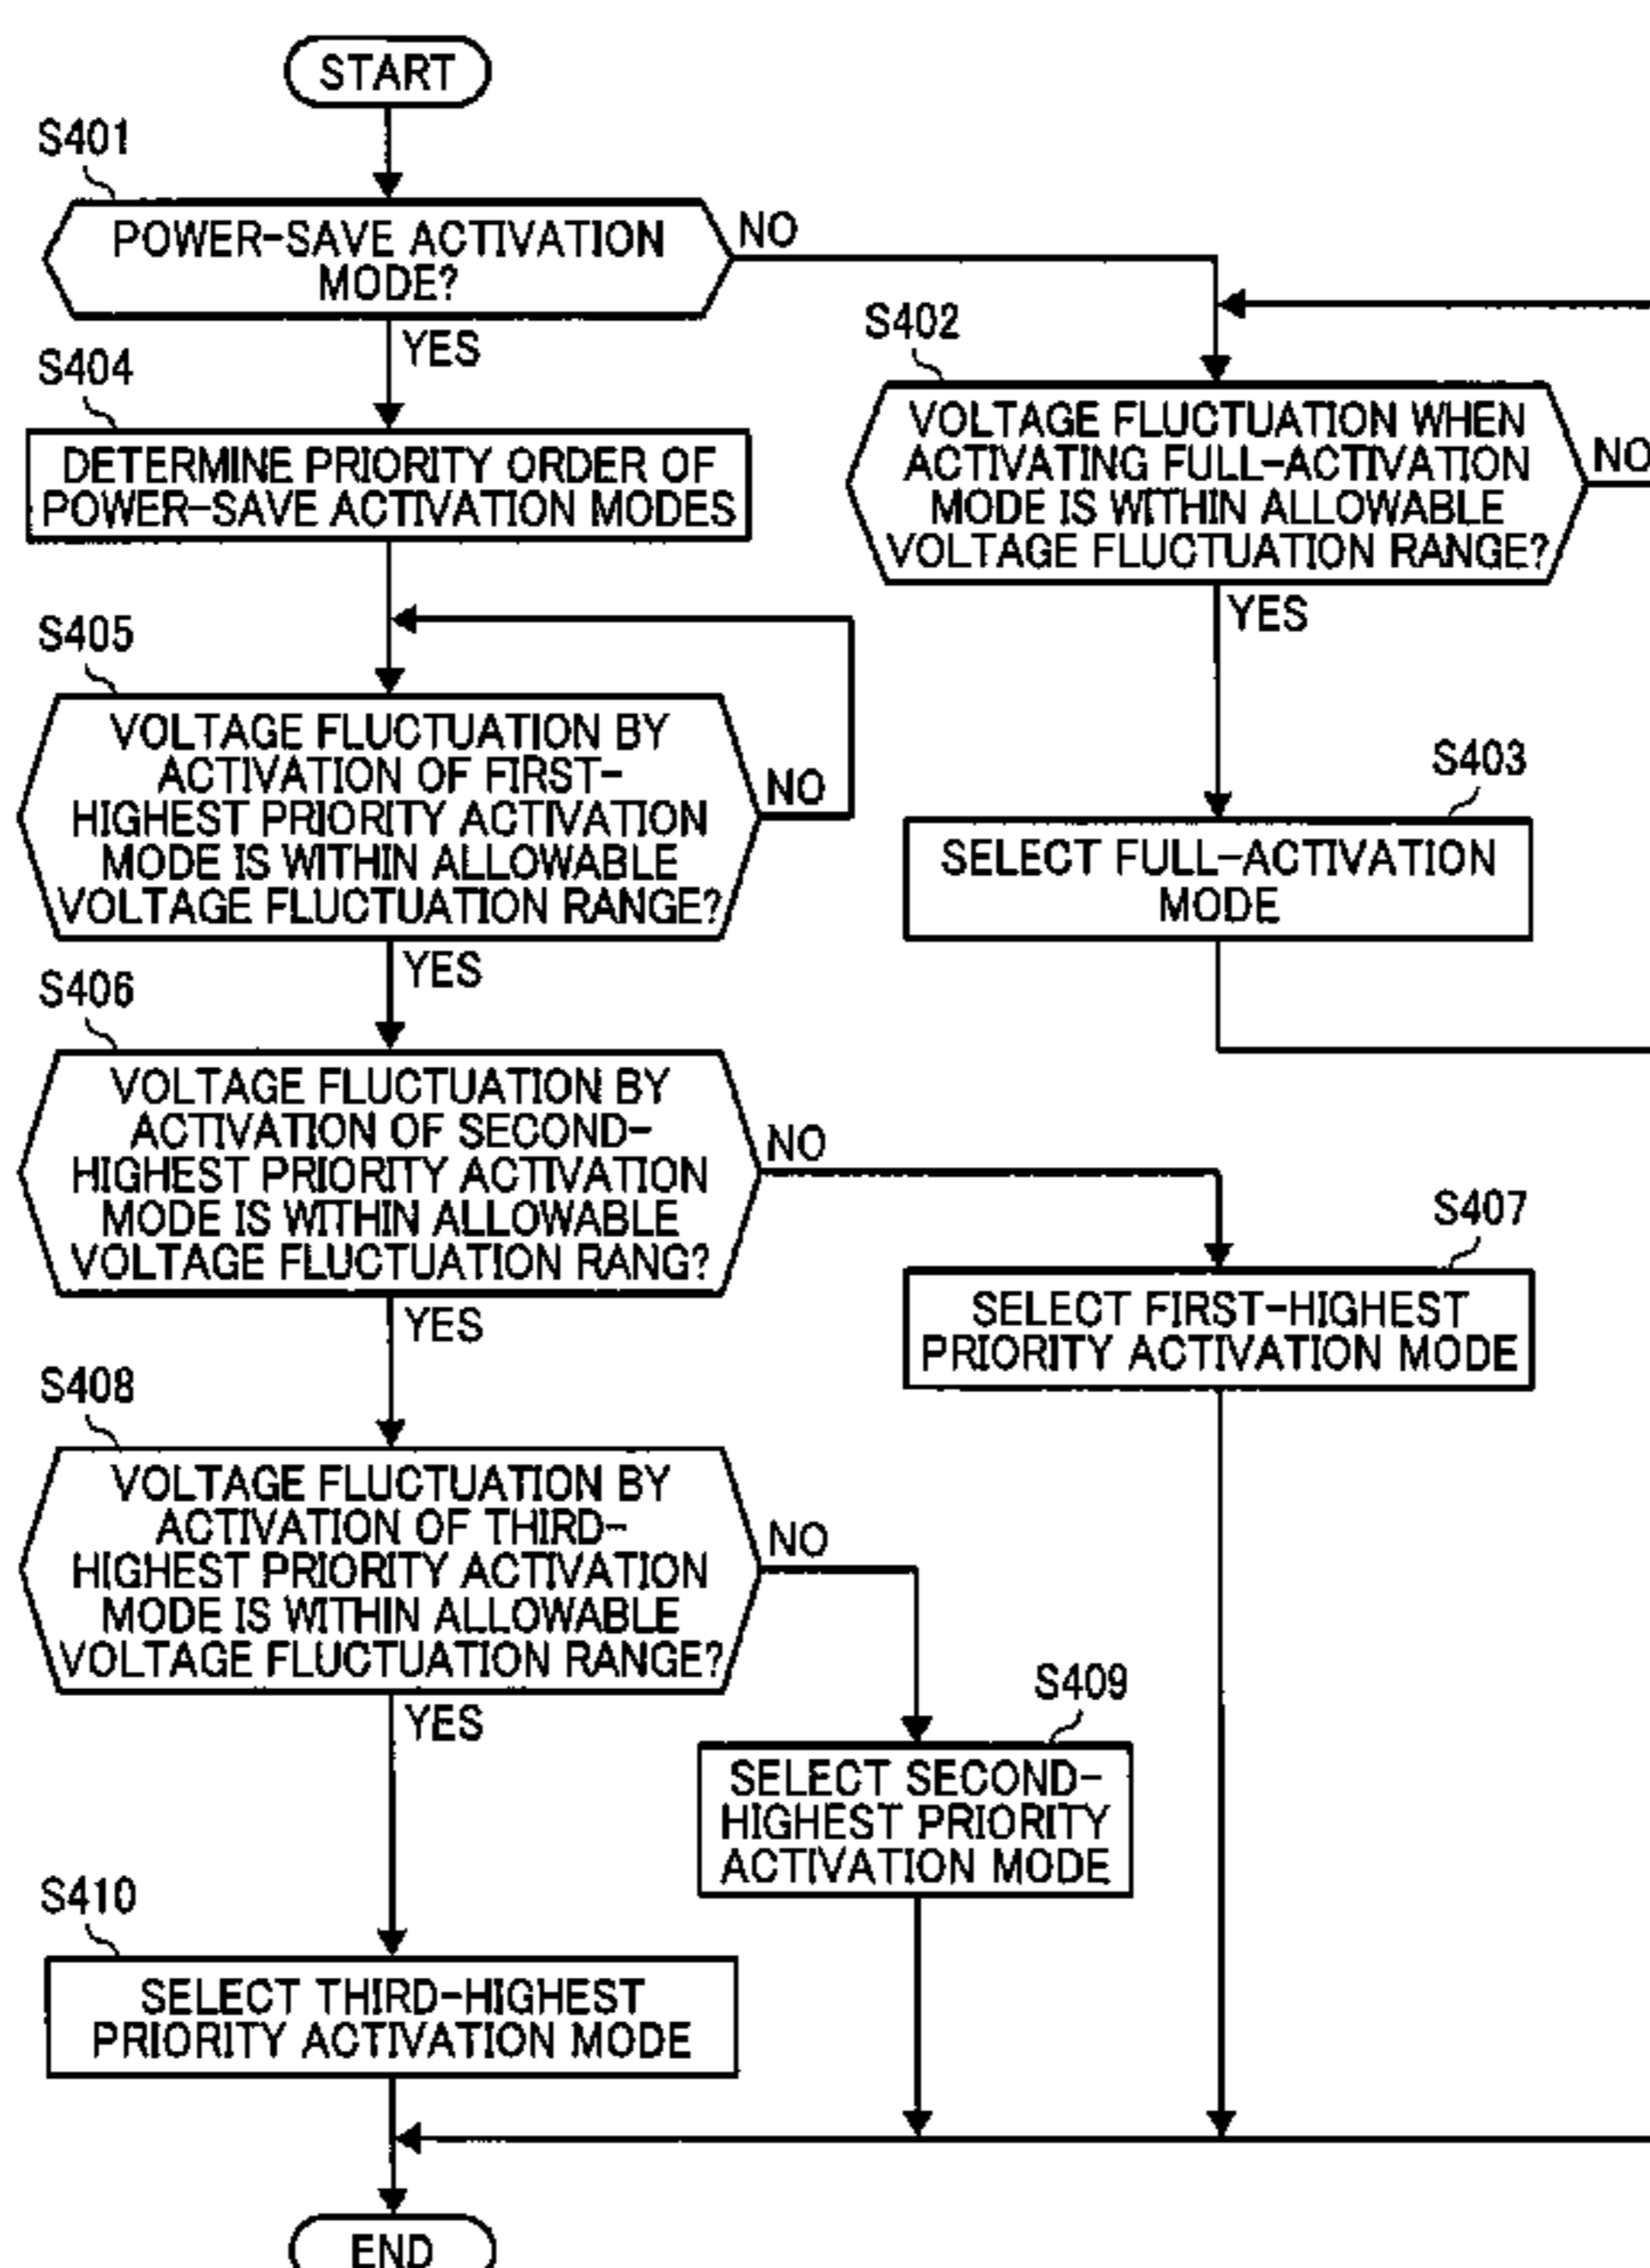 START
S401
POWER-SAVE ACTIVATION
MODE?
NO
YES
S402
VOLTAGE FLUCTUATION WHEN
ACTIVATING FULL-ACTIVATION
MODE IS WITHIN ALLOWABLE
VOLTAGE FLUCTUATION RANGE?
NO
YES
S403
SELECT FULL-ACTIVATION
MODE
S404
DETERMINE PRIORITY ORDER OF
POWER-SAVE ACTIVATION MODES
S405
VOLTAGE FLUCTUATION BY
ACTIVATION OF FIRST-
HIGHEST PRIORITY ACTIVATION
MODE IS WITHIN ALLOWABLE
VOLTAGE FLUCTUATION RANGE?
NO
YES
S406
VOLTAGE FLUCTUATION BY
ACTIVATION OF SECOND-
HIGHEST PRIORITY ACTIVATION
MODE IS WITHIN ALLOWABLE
VOLTAGE FLUCTUATION RANG?
NO
YES
S407
SELECT FIRST-HIGHEST
PRIORITY ACTIVATION MODE
S408
VOLTAGE FLUCTUATION BY
ACTIVATION OF THIRD-
HIGHEST PRIORITY ACTIVATION
MODE IS WITHIN ALLOWABLE
VOLTAGE FLUCTUATION RANGE?
NO
YES
S409
SELECT SECOND-
HIGHEST PRIORITY
ACTIVATION MODE
S410
SELECT THIRD-HIGHEST
PRIORITY ACTIVATION MODE
END